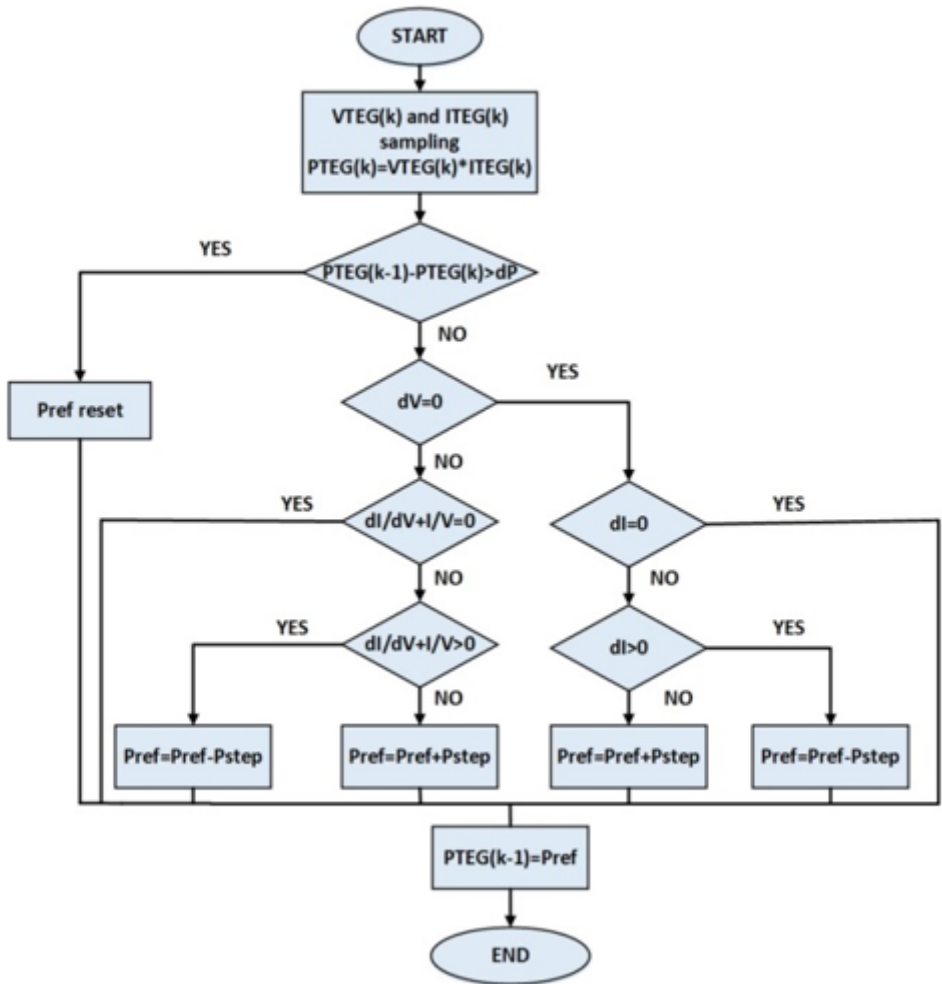 START
VTEG(k) and ITEG(k)
sampling
PTEG(k)=VTEG(k)*ITEG(k)
YES
PTEG(k-1)-PTEG(k)>dP
NO
YES
Pref reset
dV=0
NO
YES
dI/dV+I/V=0
dI=0
YES
NO
NO
YES
dI/dV+I/V>0
dI>0
YES
NO
NO
Pref=Pref-Pstep
Pref=Pref+Pstep
Pref=Pref+Pstep
Pref=Pref-Pstep
PTEG(k-1)=Pref
END